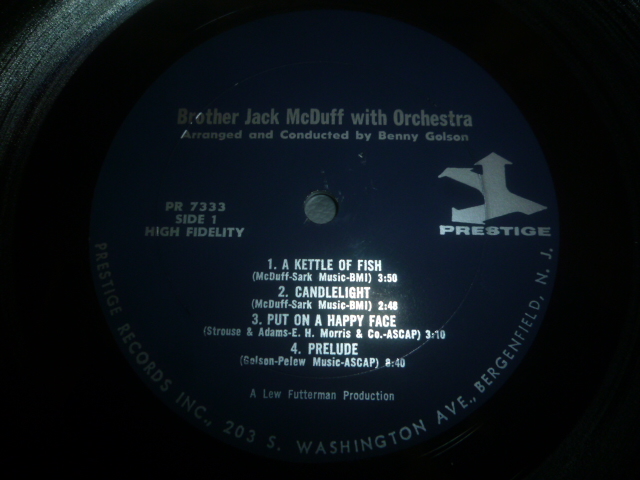 Brother Jack McDuff with Orchestra
Arranged and Conducted by Benny Golson
PR 7333
SIDE 1
HIGH FIDELITY
PRESTIGE
1. A KETTLE OF FISH
(McDuff-Sark Music-BMI) 3:50
2. CANDLELIGHT
(McDuff-Sark Music-BMI) 2:48
3. PUT ON A HAPPY FACE
(Strouse & Adams-E. H. Morris & Co.-ASCAP) 3:10
4. PRELUDE
(Golson-Pelew Music-ASCAP) 8:40
A Lew Futterman Production
PRESTIGE RECORDS INC., 203 S. WASHINGTON AVE., BERGENFIELD, N. J.